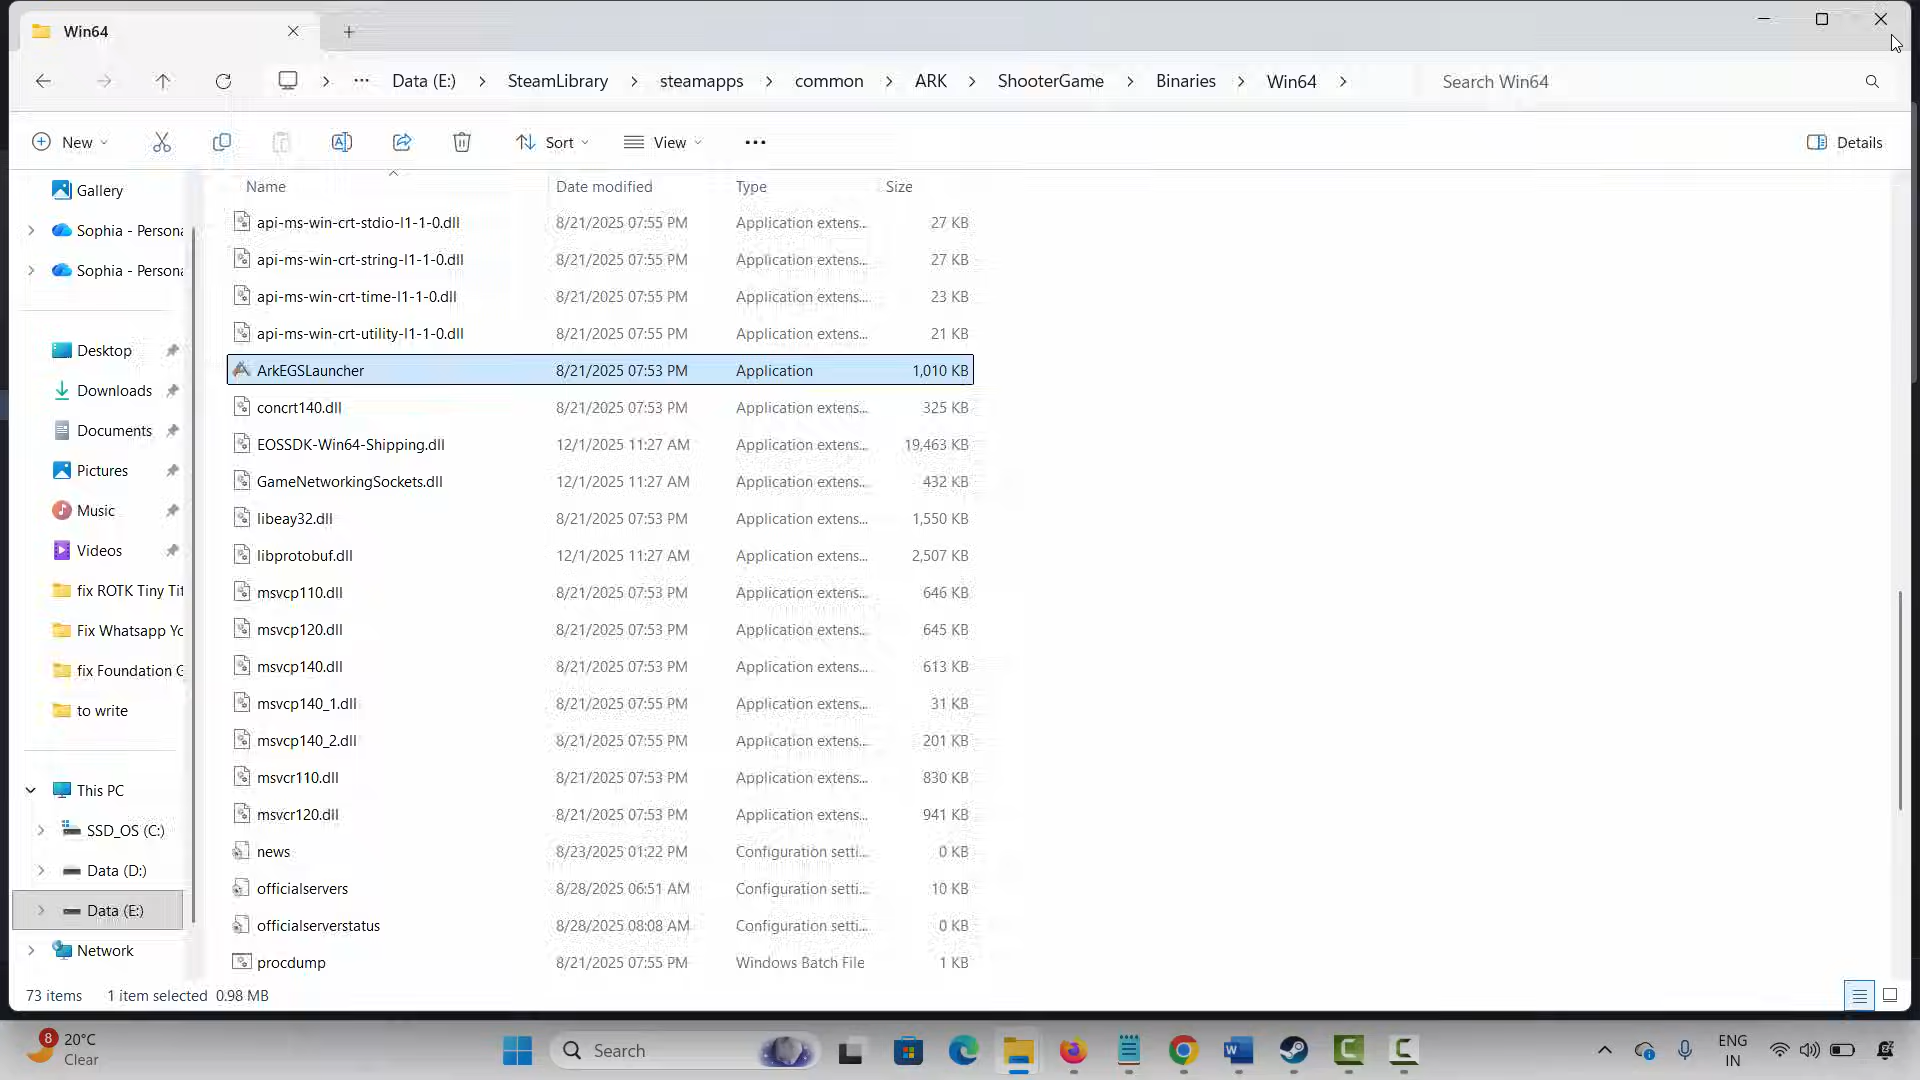 Win64
Data (E:) SteamLibrary steamapps common ARK ShooterGame Binaries Win64 Search Win64
New Sort View Details
Name Date modified Type Size
Gallery
Sophia - Persona
Sophia - Persona
Desktop
Downloads
Documents
Pictures
Music
Videos
fix ROTK Tiny Tit
Fix Whatsapp Yo
fix Foundation G
to write
This PC
SSD_OS (C:)
Data (D:)
Data (E:)
Network
api-ms-win-crt-stdio-l1-1-0.dll 8/21/2025 07:55 PM Application extens... 27 KB
api-ms-win-crt-string-l1-1-0.dll 8/21/2025 07:55 PM Application extens... 27 KB
api-ms-win-crt-time-l1-1-0.dll 8/21/2025 07:55 PM Application extens... 23 KB
api-ms-win-crt-utility-l1-1-0.dll 8/21/2025 07:55 PM Application extens... 21 KB
ArkEGSLauncher 8/21/2025 07:53 PM Application 1,010 KB
concrt140.dll 8/21/2025 07:53 PM Application extens... 325 KB
EOSSDK-Win64-Shipping.dll 12/1/2025 11:27 AM Application extens... 19,463 KB
GameNetworkingSockets.dll 12/1/2025 11:27 AM Application extens... 432 KB
libeay32.dll 8/21/2025 07:53 PM Application extens... 1,550 KB
libprotobuf.dll 12/1/2025 11:27 AM Application extens... 2,507 KB
msvcp110.dll 8/21/2025 07:53 PM Application extens... 646 KB
msvcp120.dll 8/21/2025 07:53 PM Application extens... 645 KB
msvcp140.dll 8/21/2025 07:53 PM Application extens... 613 KB
msvcp140_1.dll 8/21/2025 07:55 PM Application extens... 31 KB
msvcp140_2.dll 8/21/2025 07:55 PM Application extens... 201 KB
msvcr110.dll 8/21/2025 07:53 PM Application extens... 830 KB
msvcr120.dll 8/21/2025 07:53 PM Application extens... 941 KB
news 8/23/2025 01:22 PM Configuration setti... 0 KB
officialservers 8/28/2025 06:51 AM Configuration setti... 10 KB
officialserverstatus 8/28/2025 08:08 AM Configuration setti... 0 KB
procdump 8/21/2025 07:55 PM Windows Batch File 1 KB
73 items 1 item selected 0.98 MB
8 20°C
Clear
Search
ENG
IN